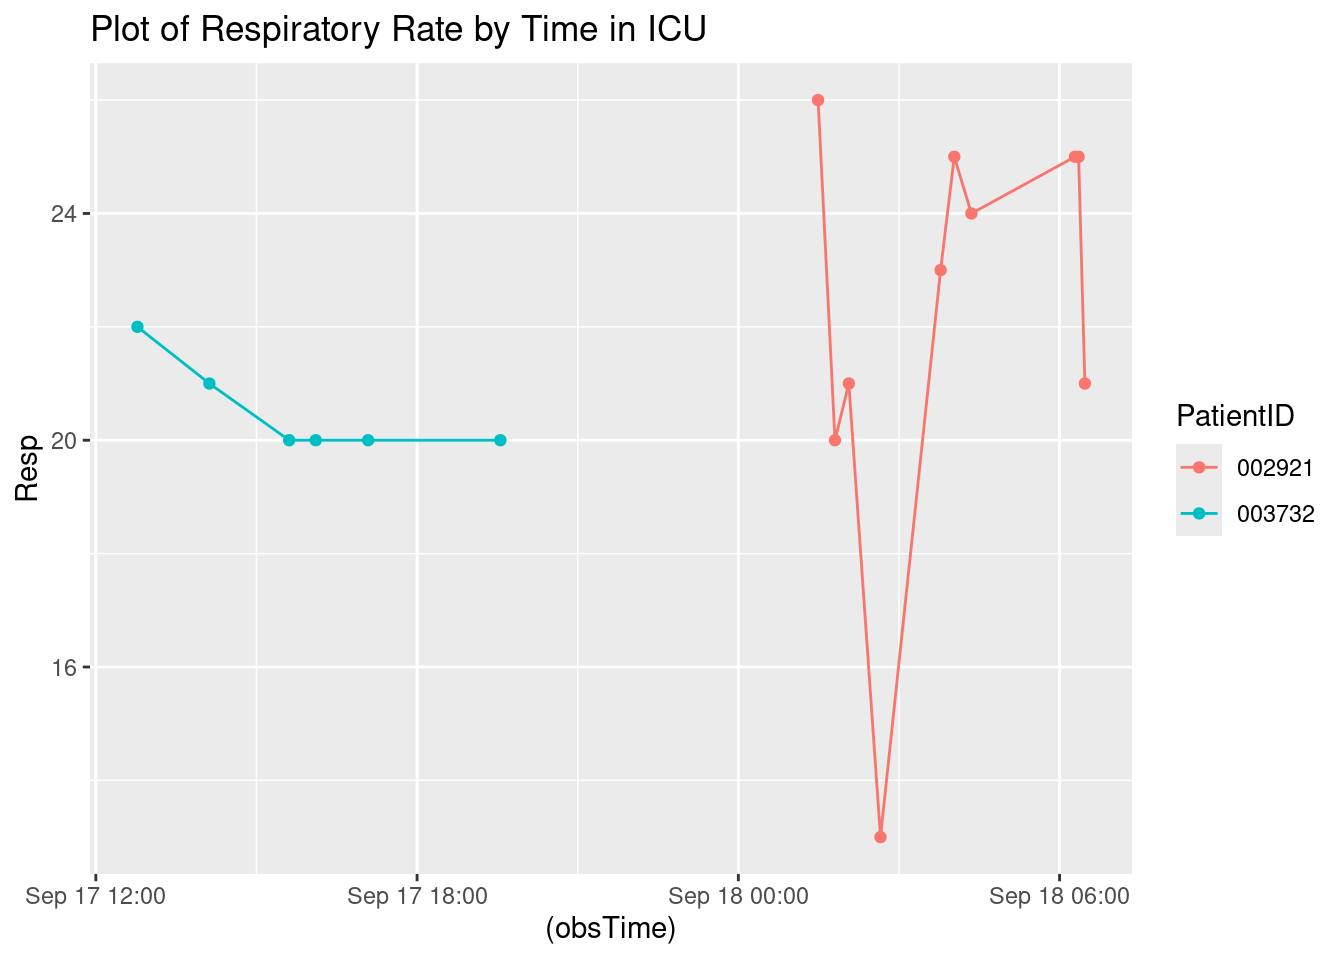 Plot of Respiratory Rate by Time in ICU
24
20
16
Resp
Sep 17 12:00
Sep 17 18:00
Sep 18 00:00
Sep 18 06:00
(obsTime)
PatientID
002921
003732